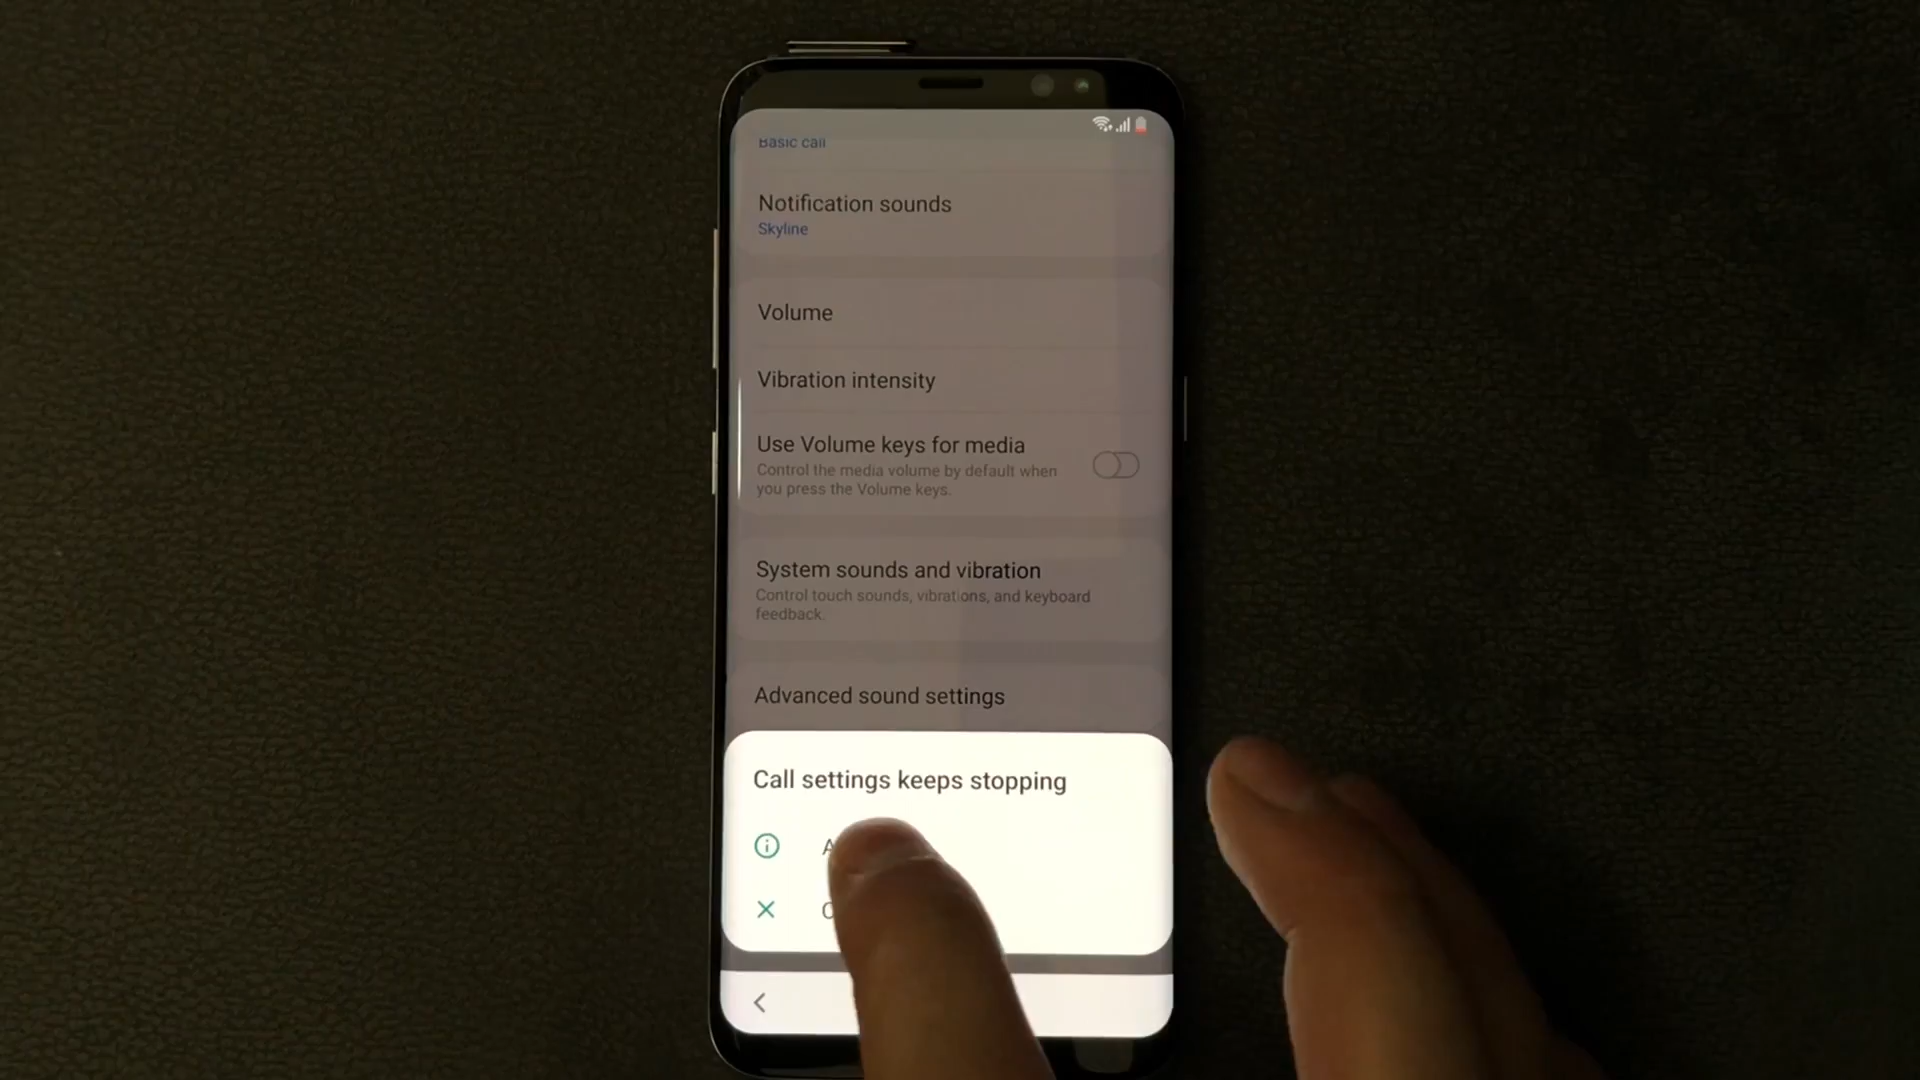 Basic call
Notification sounds
Skyline
Volume
Vibration intensity
Use Volume keys for media
Control the media volume by default when
you press the Volume keys.
System sounds and vibration
Control touch sounds, vibrations, and keyboard
feedback.
Advanced sound settings
Call settings keeps stopping